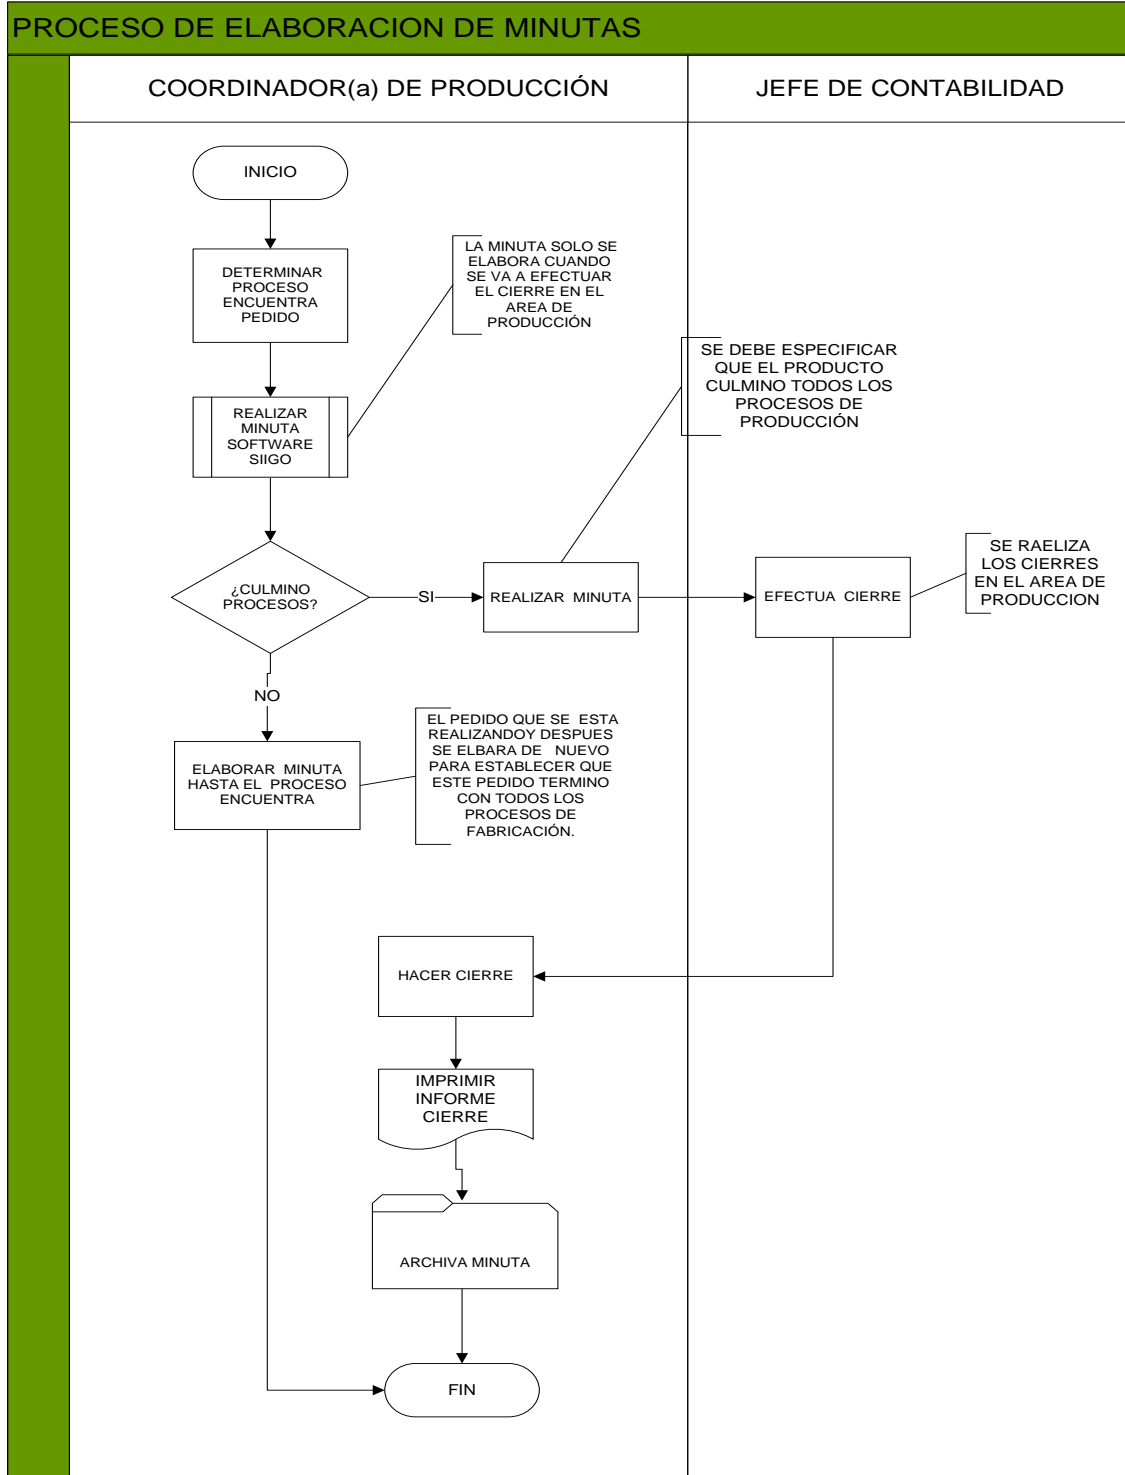 PROCESO DE ELABORACION DE MINUTAS
COORDINADOR(a) DE PRODUCCIÓN
JEFE DE CONTABILIDAD
INICIO
DETERMINAR
PROCESO
ENCUENTRA
PEDIDO
LA MINUTA SOLO SE
ELABORA CUANDO
SE VA A EFECTUAR
EL CIERRE EN EL
AREA DE
PRODUCCIÓN
SE DEBE ESPECIFICAR
QUE EL PRODUCTO
CULMINO TODOS LOS
PROCESOS DE
PRODUCCIÓN
REALIZAR
MINUTA
SOFTWARE
SIIGO
¿CULMINO
PROCESOS?
SI
REALIZAR MINUTA
EFECTUA CIERRE
SE RAELIZA
LOS CIERRES
EN EL AREA DE
PRODUCCION
NO
ELABORAR MINUTA
HASTA EL PROCESO
ENCUENTRA
EL PEDIDO QUE SE ESTA
REALIZANDOY DESPUES
SE ELBARA DE NUEVO
PARA ESTABLECER QUE
ESTE PEDIDO TERMINO
CON TODOS LOS
PROCESOS DE
FABRICACIÓN.
HACER CIERRE
IMPRIMIR
INFORME
CIERRE
ARCHIVA MINUTA
FIN